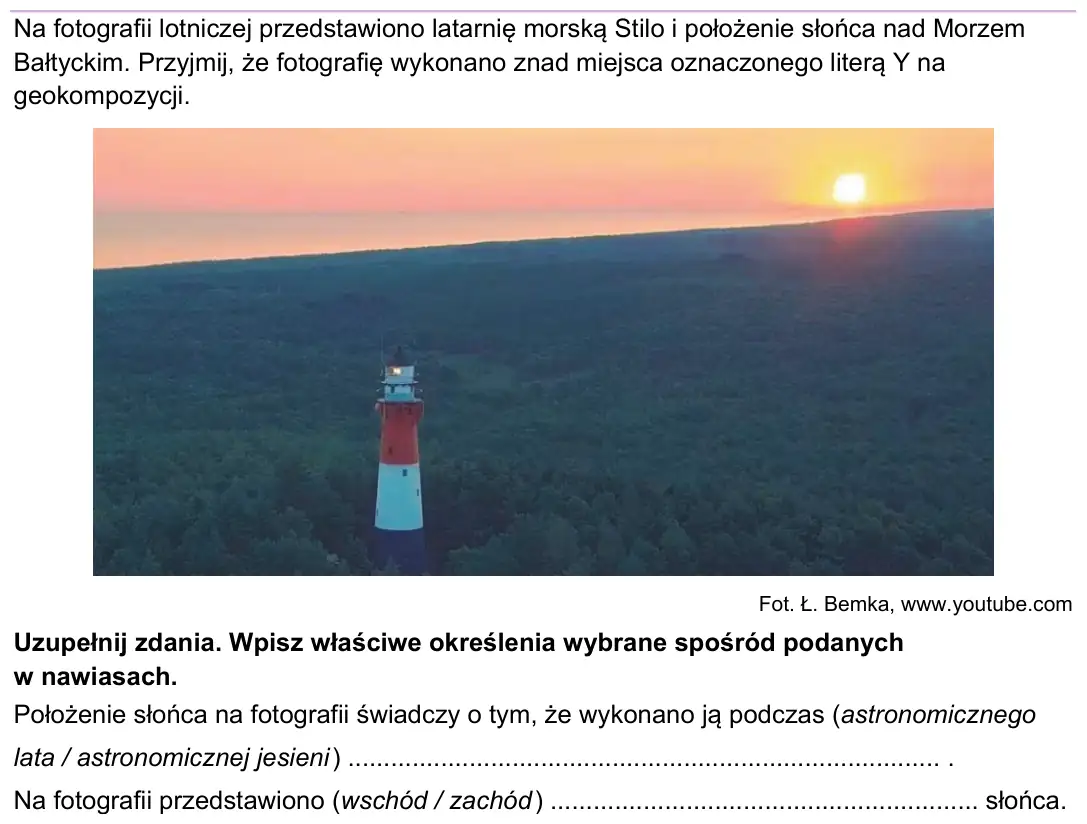 Na fotografii lotniczej przedstawiono latarnię morską Stilo i położenie słońca nad Morzem
Bałtyckim. Przyjmij, że fotografię wykonano znad miejsca oznaczonego literą Y na
geokompozycji.
Fot. Ł. Bemka, www.youtube.com
Uzupełnij zdania. Wpisz właściwe określenia wybrane spośród podanych
w nawiasach.
Położenie słońca na fotografii świadczy o tym, że wykonano ją podczas (astronomicznego
lata / astronomicznej jesieni) .................................................................................. .
Na fotografii przedstawiono (wschód / zachód) ........................................................... słońca.